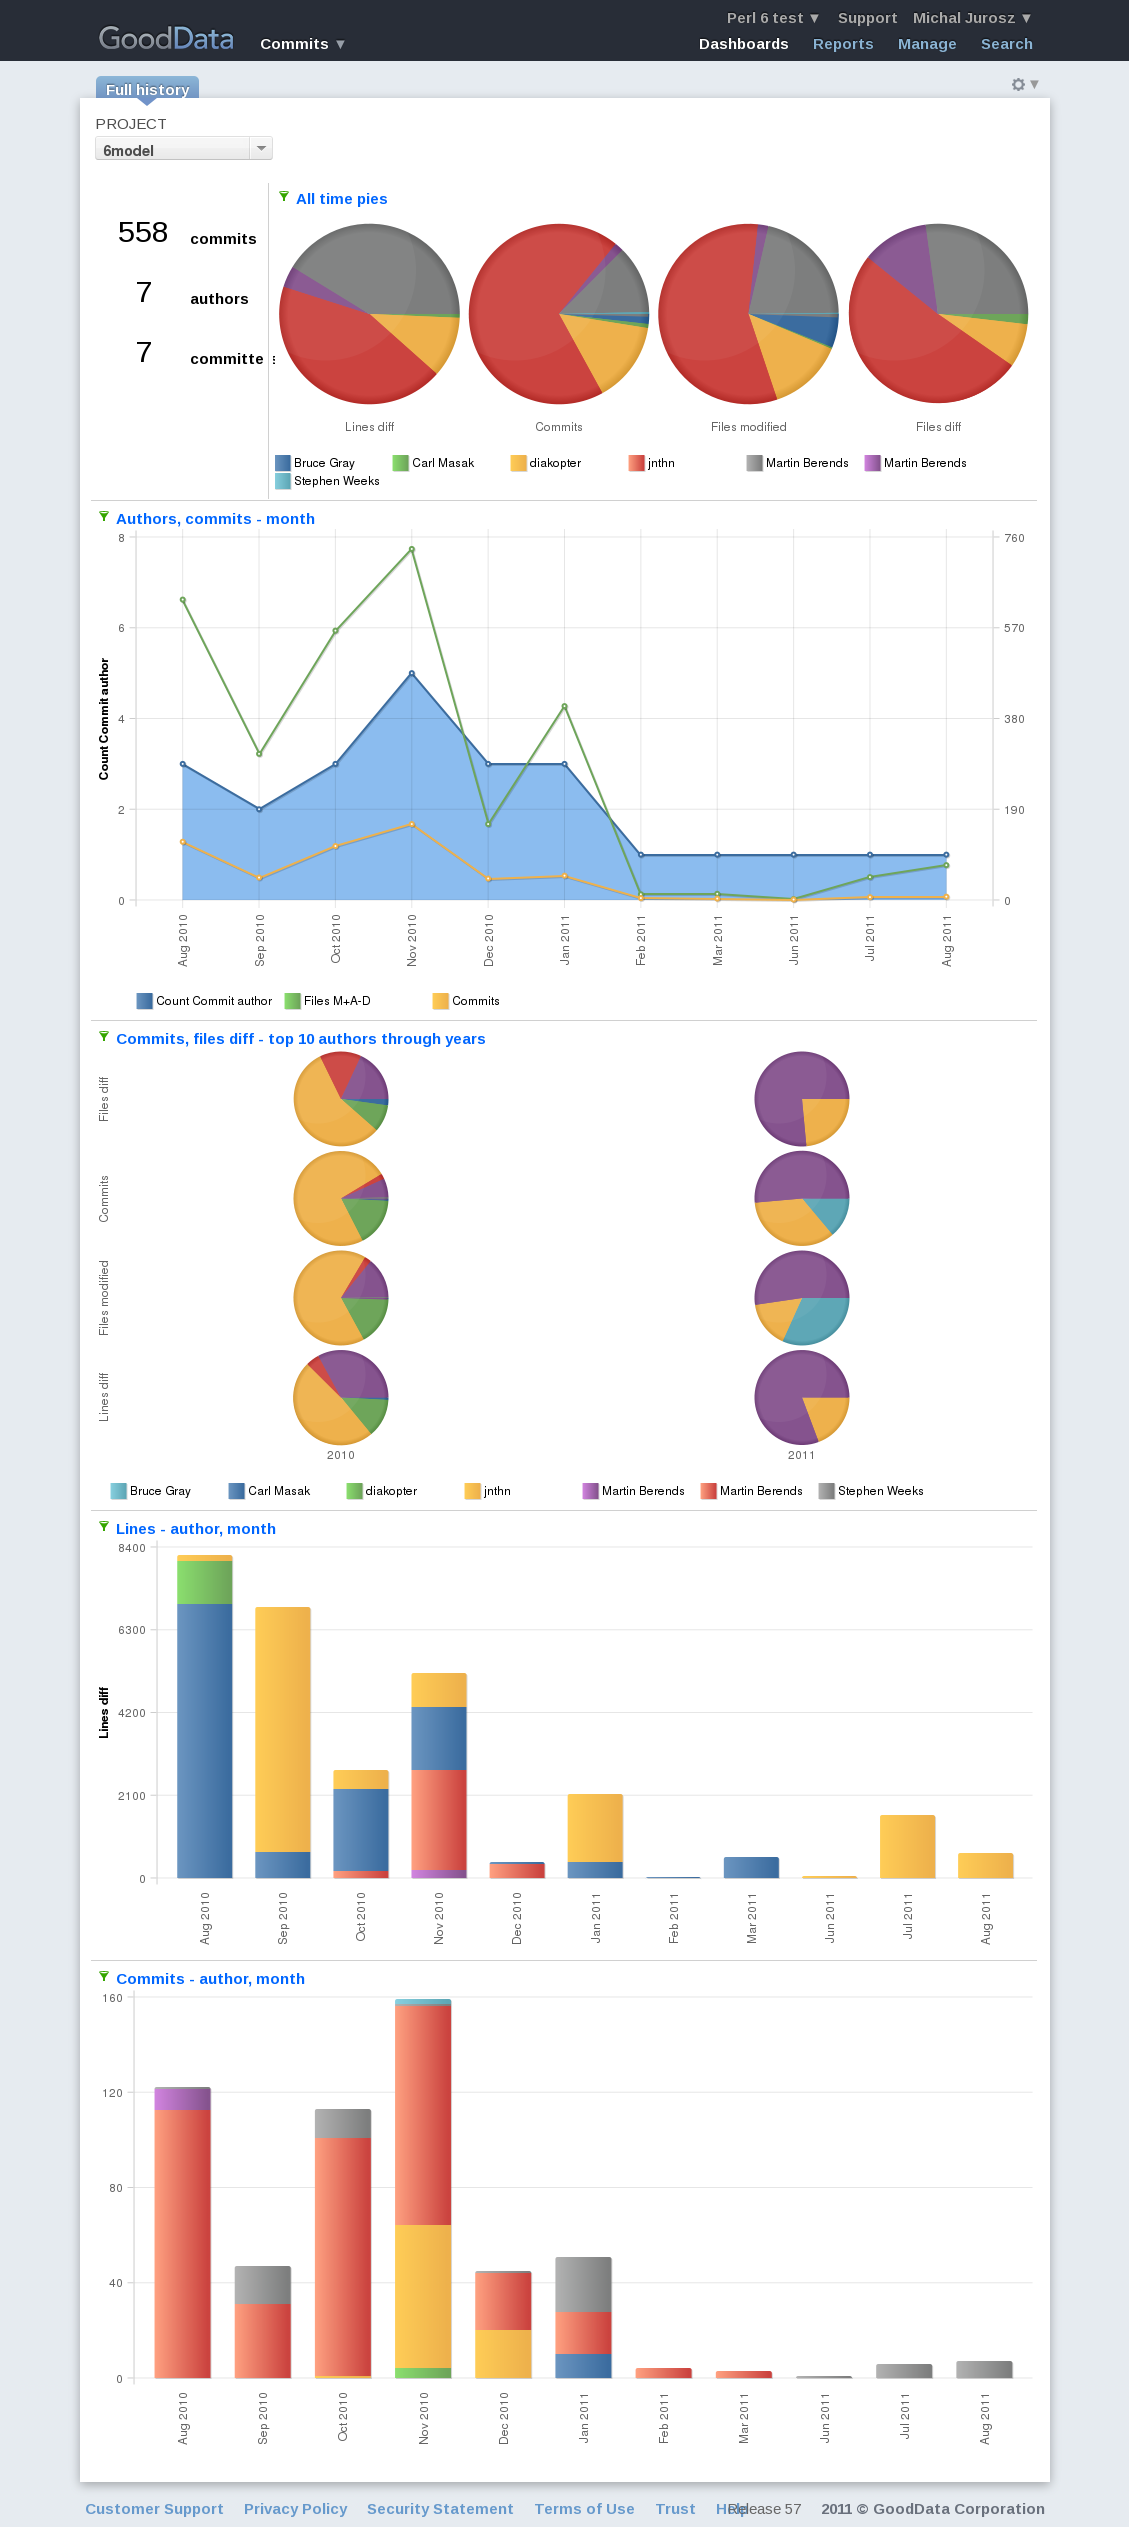 Perl 6 test ▼ Support Michal Jurosz ▼
GoodData Commits ▼ Dashboards Reports Manage Search
Full history
PROJECT
6model
558 commits
7 authors
7 committe
All time pies
Lines diff Commits Files modified Files diff
Bruce Gray Carl Masak diakopter jnthn Martin Berends Martin Berends
Stephen Weeks
Authors, commits - month
Count Commit author
8 760
6 570
4 380
2 190
0 0
Aug 2010 Sep 2010 Oct 2010 Nov 2010 Dec 2010 Jan 2011 Feb 2011 Mar 2011 Jun 2011 Jul 2011 Aug 2011
Count Commit author Files M+A-D Commits
Commits, files diff - top 10 authors through years
Files diff
Commits
Files modified
Lines diff
2010 2011
Bruce Gray Carl Masak diakopter jnthn Martin Berends Martin Berends Stephen Weeks
Lines - author, month
Lines diff
8400
6300
4200
2100
0
Aug 2010 Sep 2010 Oct 2010 Nov 2010 Dec 2010 Jan 2011 Feb 2011 Mar 2011 Jun 2011 Jul 2011 Aug 2011
Commits - author, month
160
120
80
40
0
Aug 2010 Sep 2010 Oct 2010 Nov 2010 Dec 2010 Jan 2011 Feb 2011 Mar 2011 Jun 2011 Jul 2011 Aug 2011
Customer Support Privacy Policy Security Statement Terms of Use Trust Help Release 57 2011 © GoodData Corporation